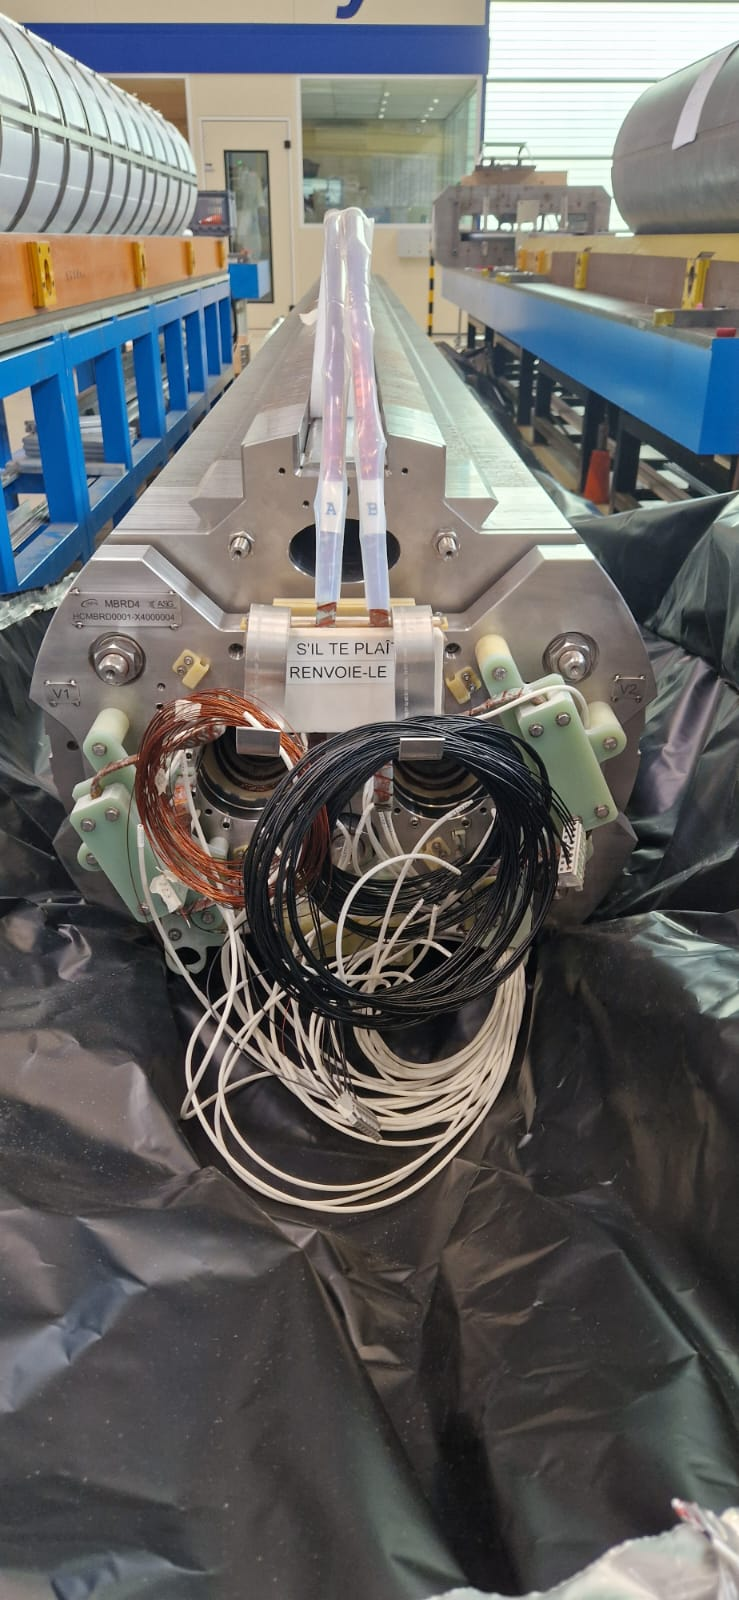 A B
MBRD4 ASG
HCMBRD0001-X4000004
S'IL TE PLAÎT
RENVOIE-LE
V1
V2